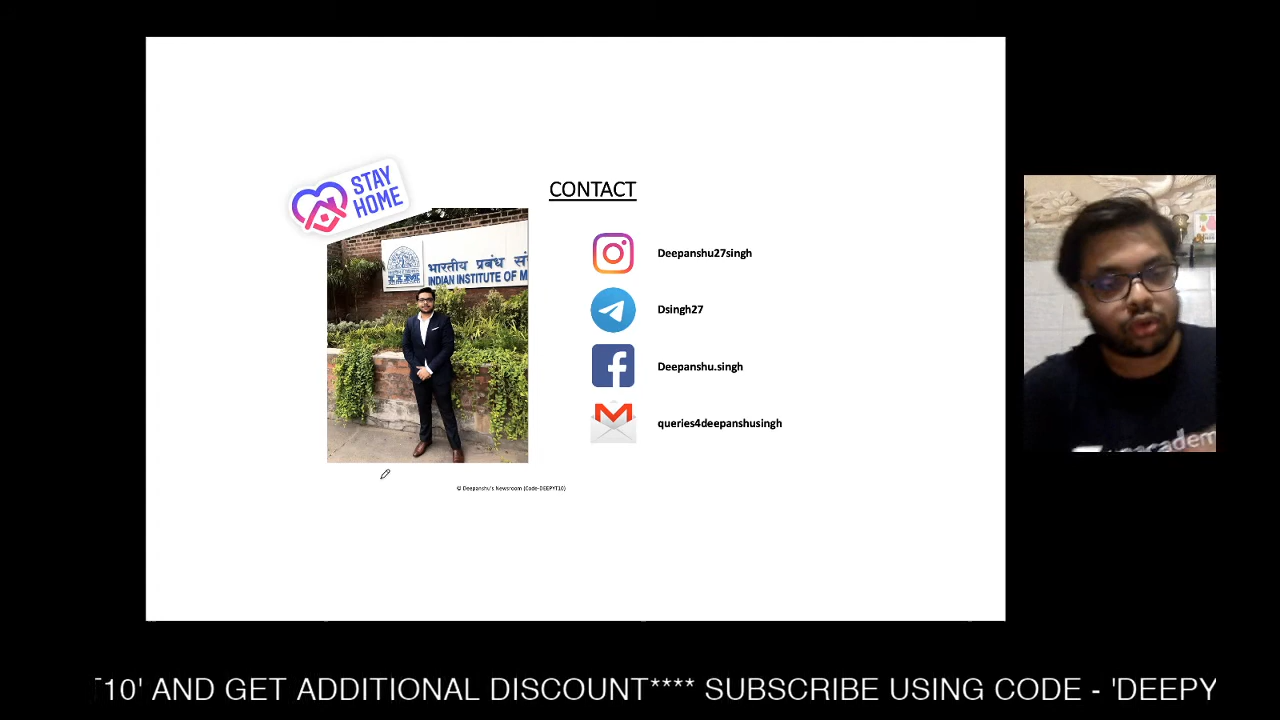 STAY
HOME
CONTACT
भारतीय प्रबंध सं
INDIAN INSTITUTE OF M
Deepanshu27singh
Dsingh27
Deepanshu.singh
queries4deepanshusingh
© Deepanshu's Newsroom (Code-DEEPYT10)
10' AND GET ADDITIONAL DISCOUNT**** SUBSCRIBE USING CODE - 'DEEPY